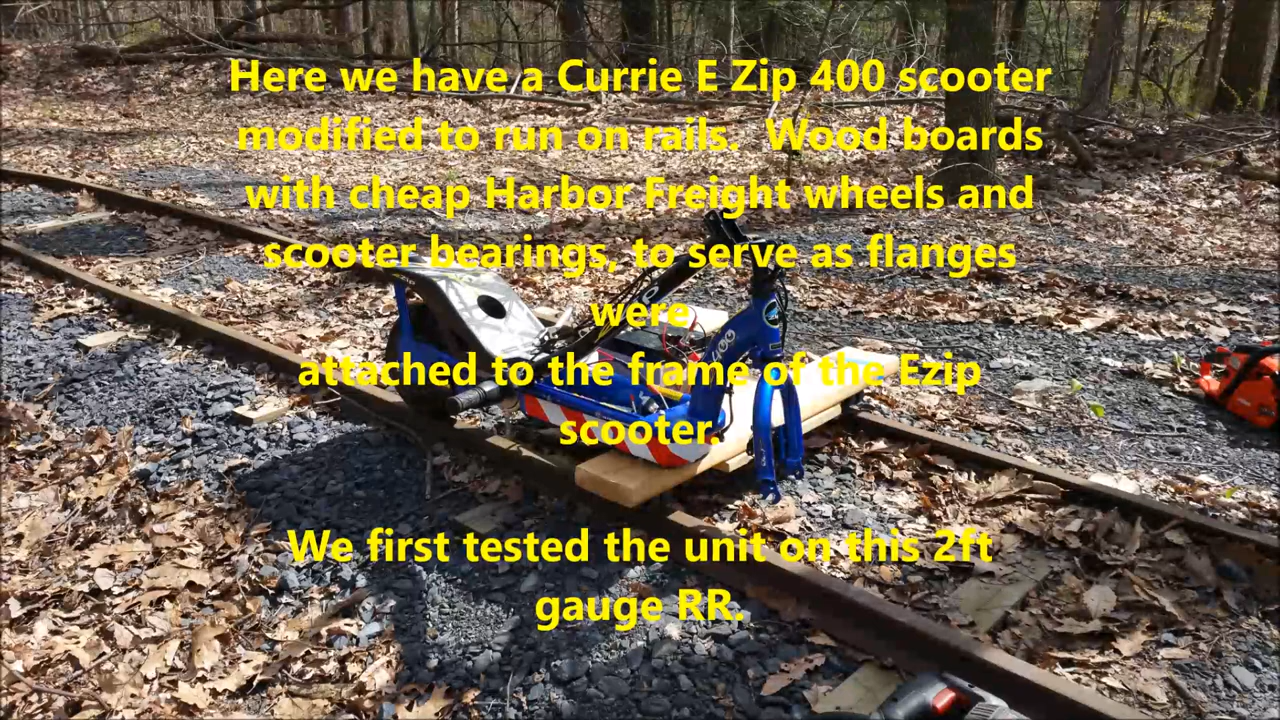 Here we have a Currie E Zip 400 scooter
modified to run on rails.  Wood boards
with cheap Harbor Freight wheels and
scooter bearings, to serve as flanges
were
attached to the frame of the Ezip
scooter.
We first tested the unit on this 2ft
gauge RR.
400